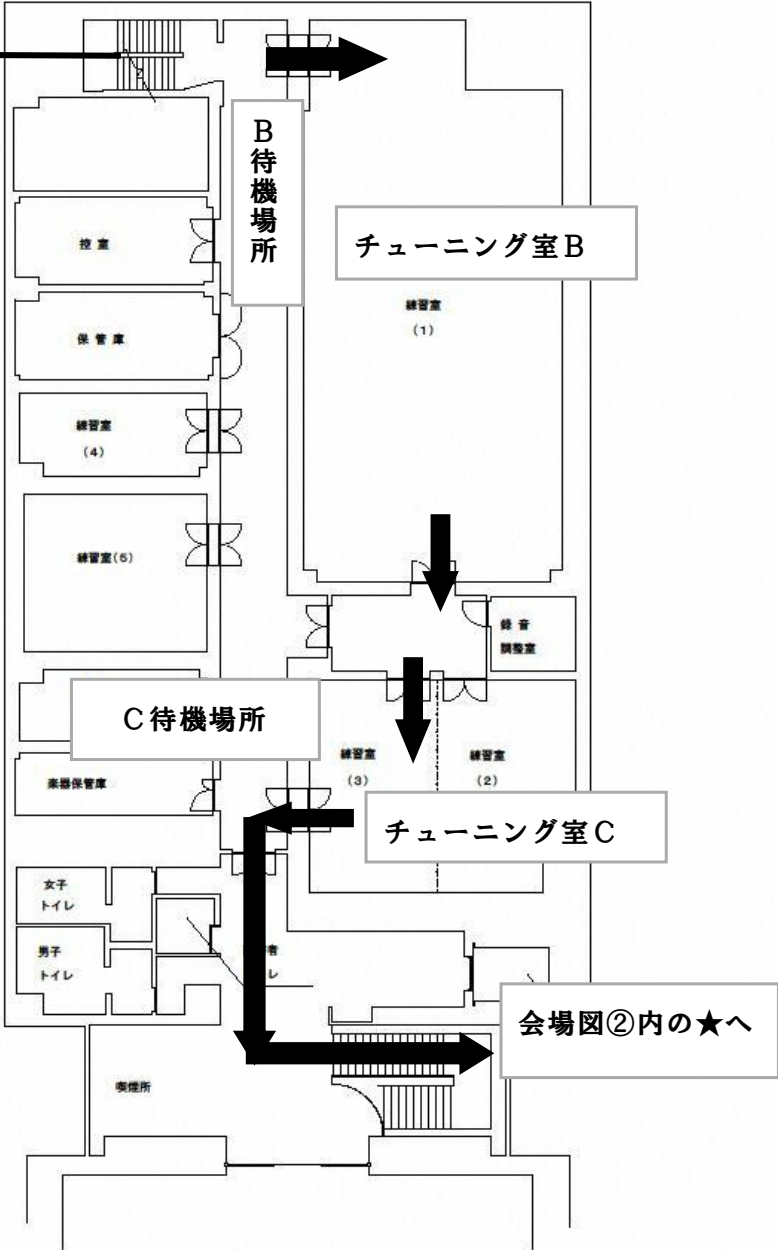 B待機場所
控室
チューニング室B
練習室
(1)
保管庫
練習室
(4)
練習室(5)
録音
調整室
C待機場所
練習室
(3)
練習室
(2)
楽器保管庫
チューニング室C
女子
トイレ
男子
トイレ
者
レ
会場図②内の★へ
喫煙所